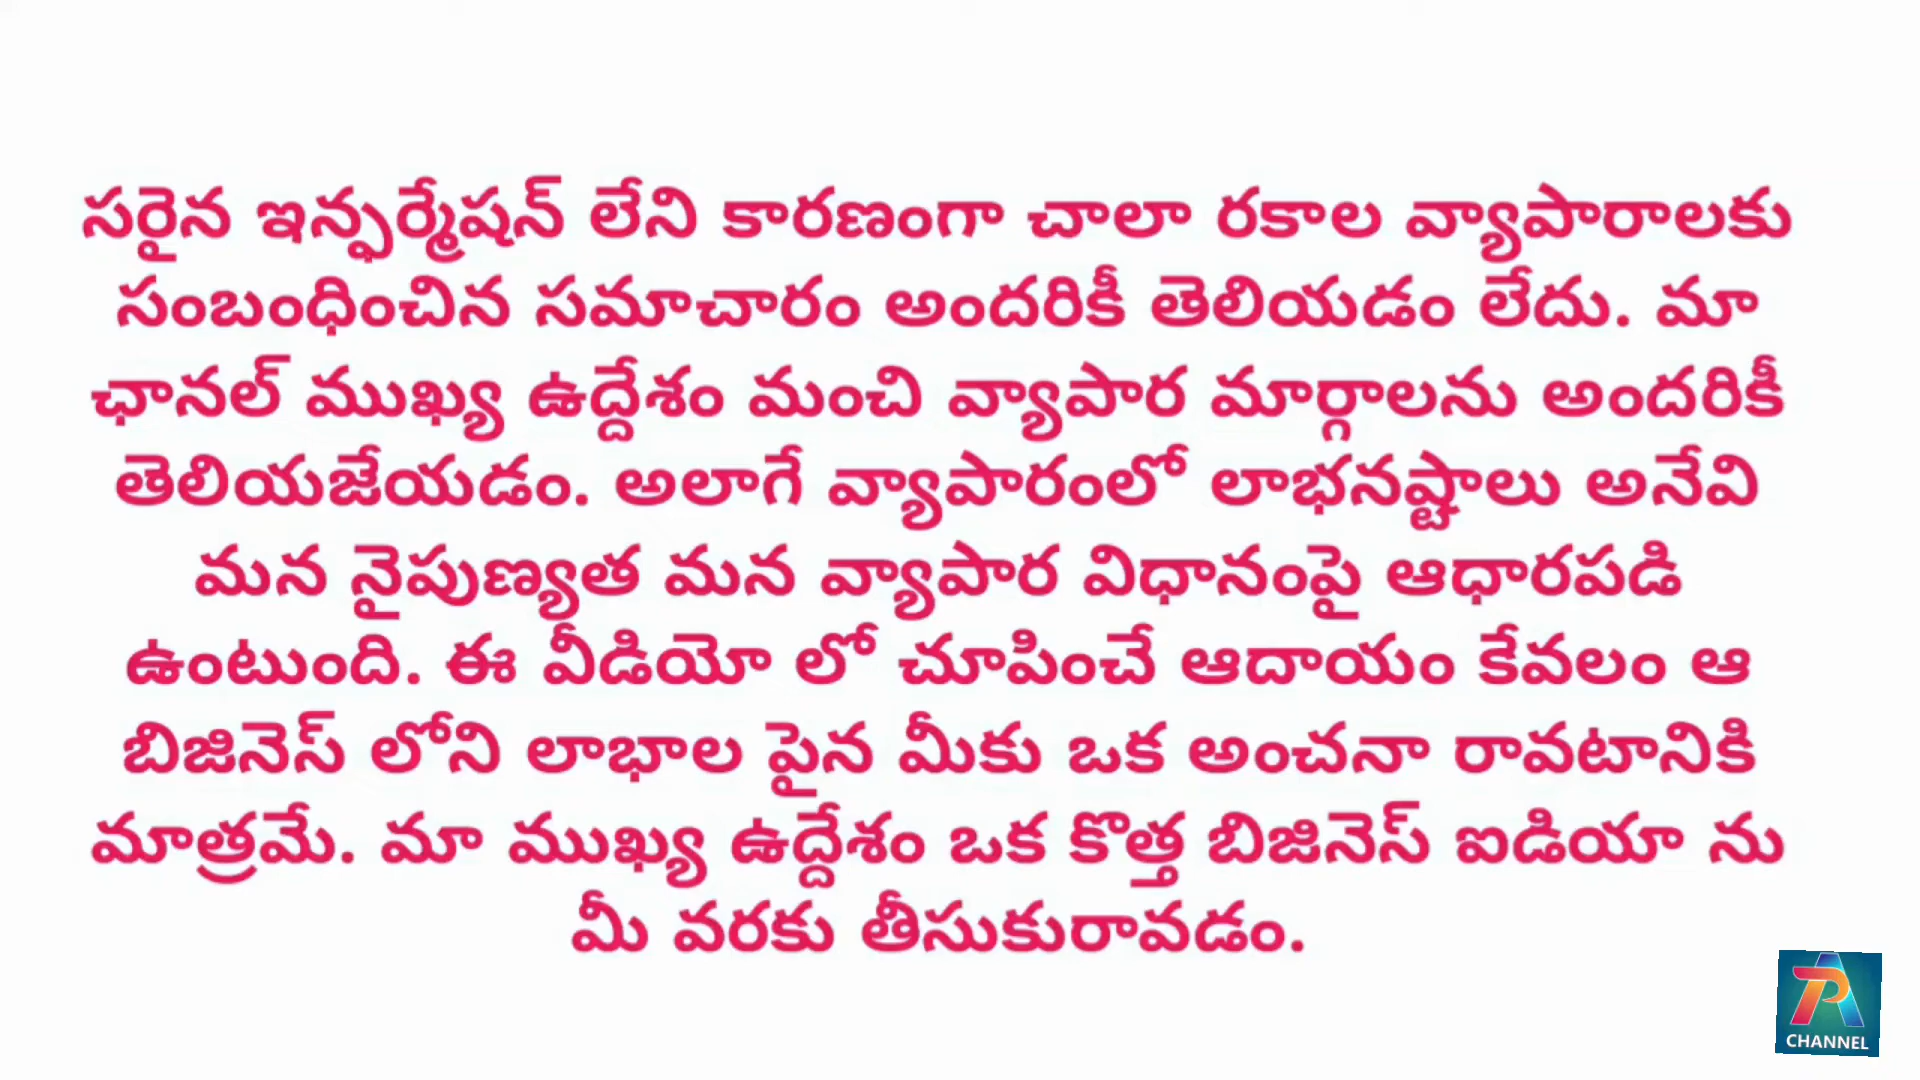 సరైన ఇన్ఫర్మేషన్ లేని కారణంగా చాలా రకాల వ్యాపారాలకు
సంబంధించిన సమాచారం అందరికీ తెలియడం లేదు. మా
ఛానల్ ముఖ్య ఉద్దేశం మంచి వ్యాపార మార్గాలను అందరికీ
తెలియజేయడం. అలాగే వ్యాపారంలో లాభనష్టాలు అనేవి
మన నైపుణ్యత మన వ్యాపార విధానంపై ఆధారపడి
ఉంటుంది. ఈ వీడియో లో చూపించే ఆదాయం కేవలం ఆ
బిజినెస్ లోని లాభాల పైన మీకు ఒక అంచనా రావటానికి
మాత్రమే. మా ముఖ్య ఉద్దేశం ఒక కొత్త బిజినెస్ ఐడియా ను
మీ వరకు తీసుకురావడం.
CHANNEL